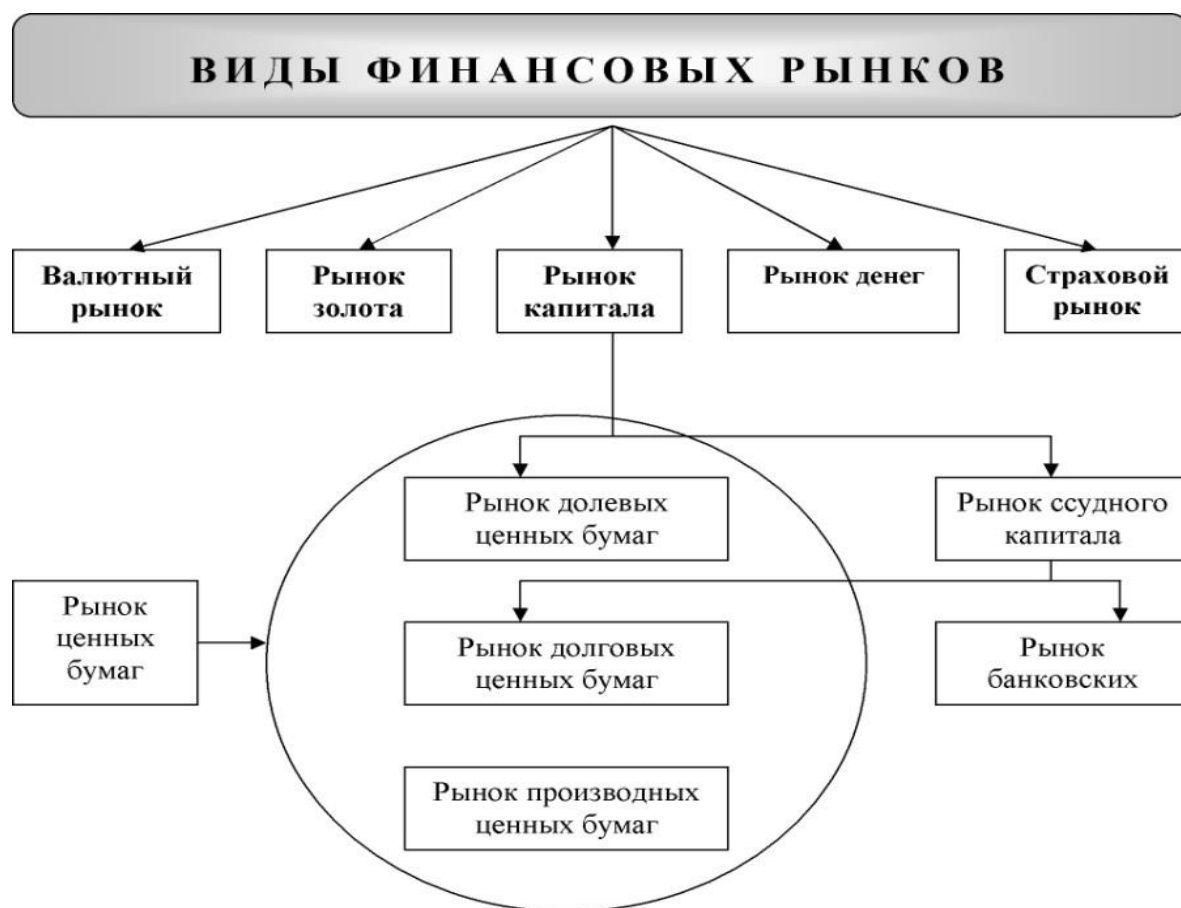 ВИДЫ ФИНАНСОВЫХ РЫНКОВ
Валютный
рынок
Рынок
золота
Рынок
капитала
Рынок денег
Страховой
рынок
Рынок долевых
ценных бумаг
Рынок ссудного
капитала
Рынок
ценных
бумаг
Рынок долговых
ценных бумаг
Рынок
банковских
Рынок производных
ценных бумаг